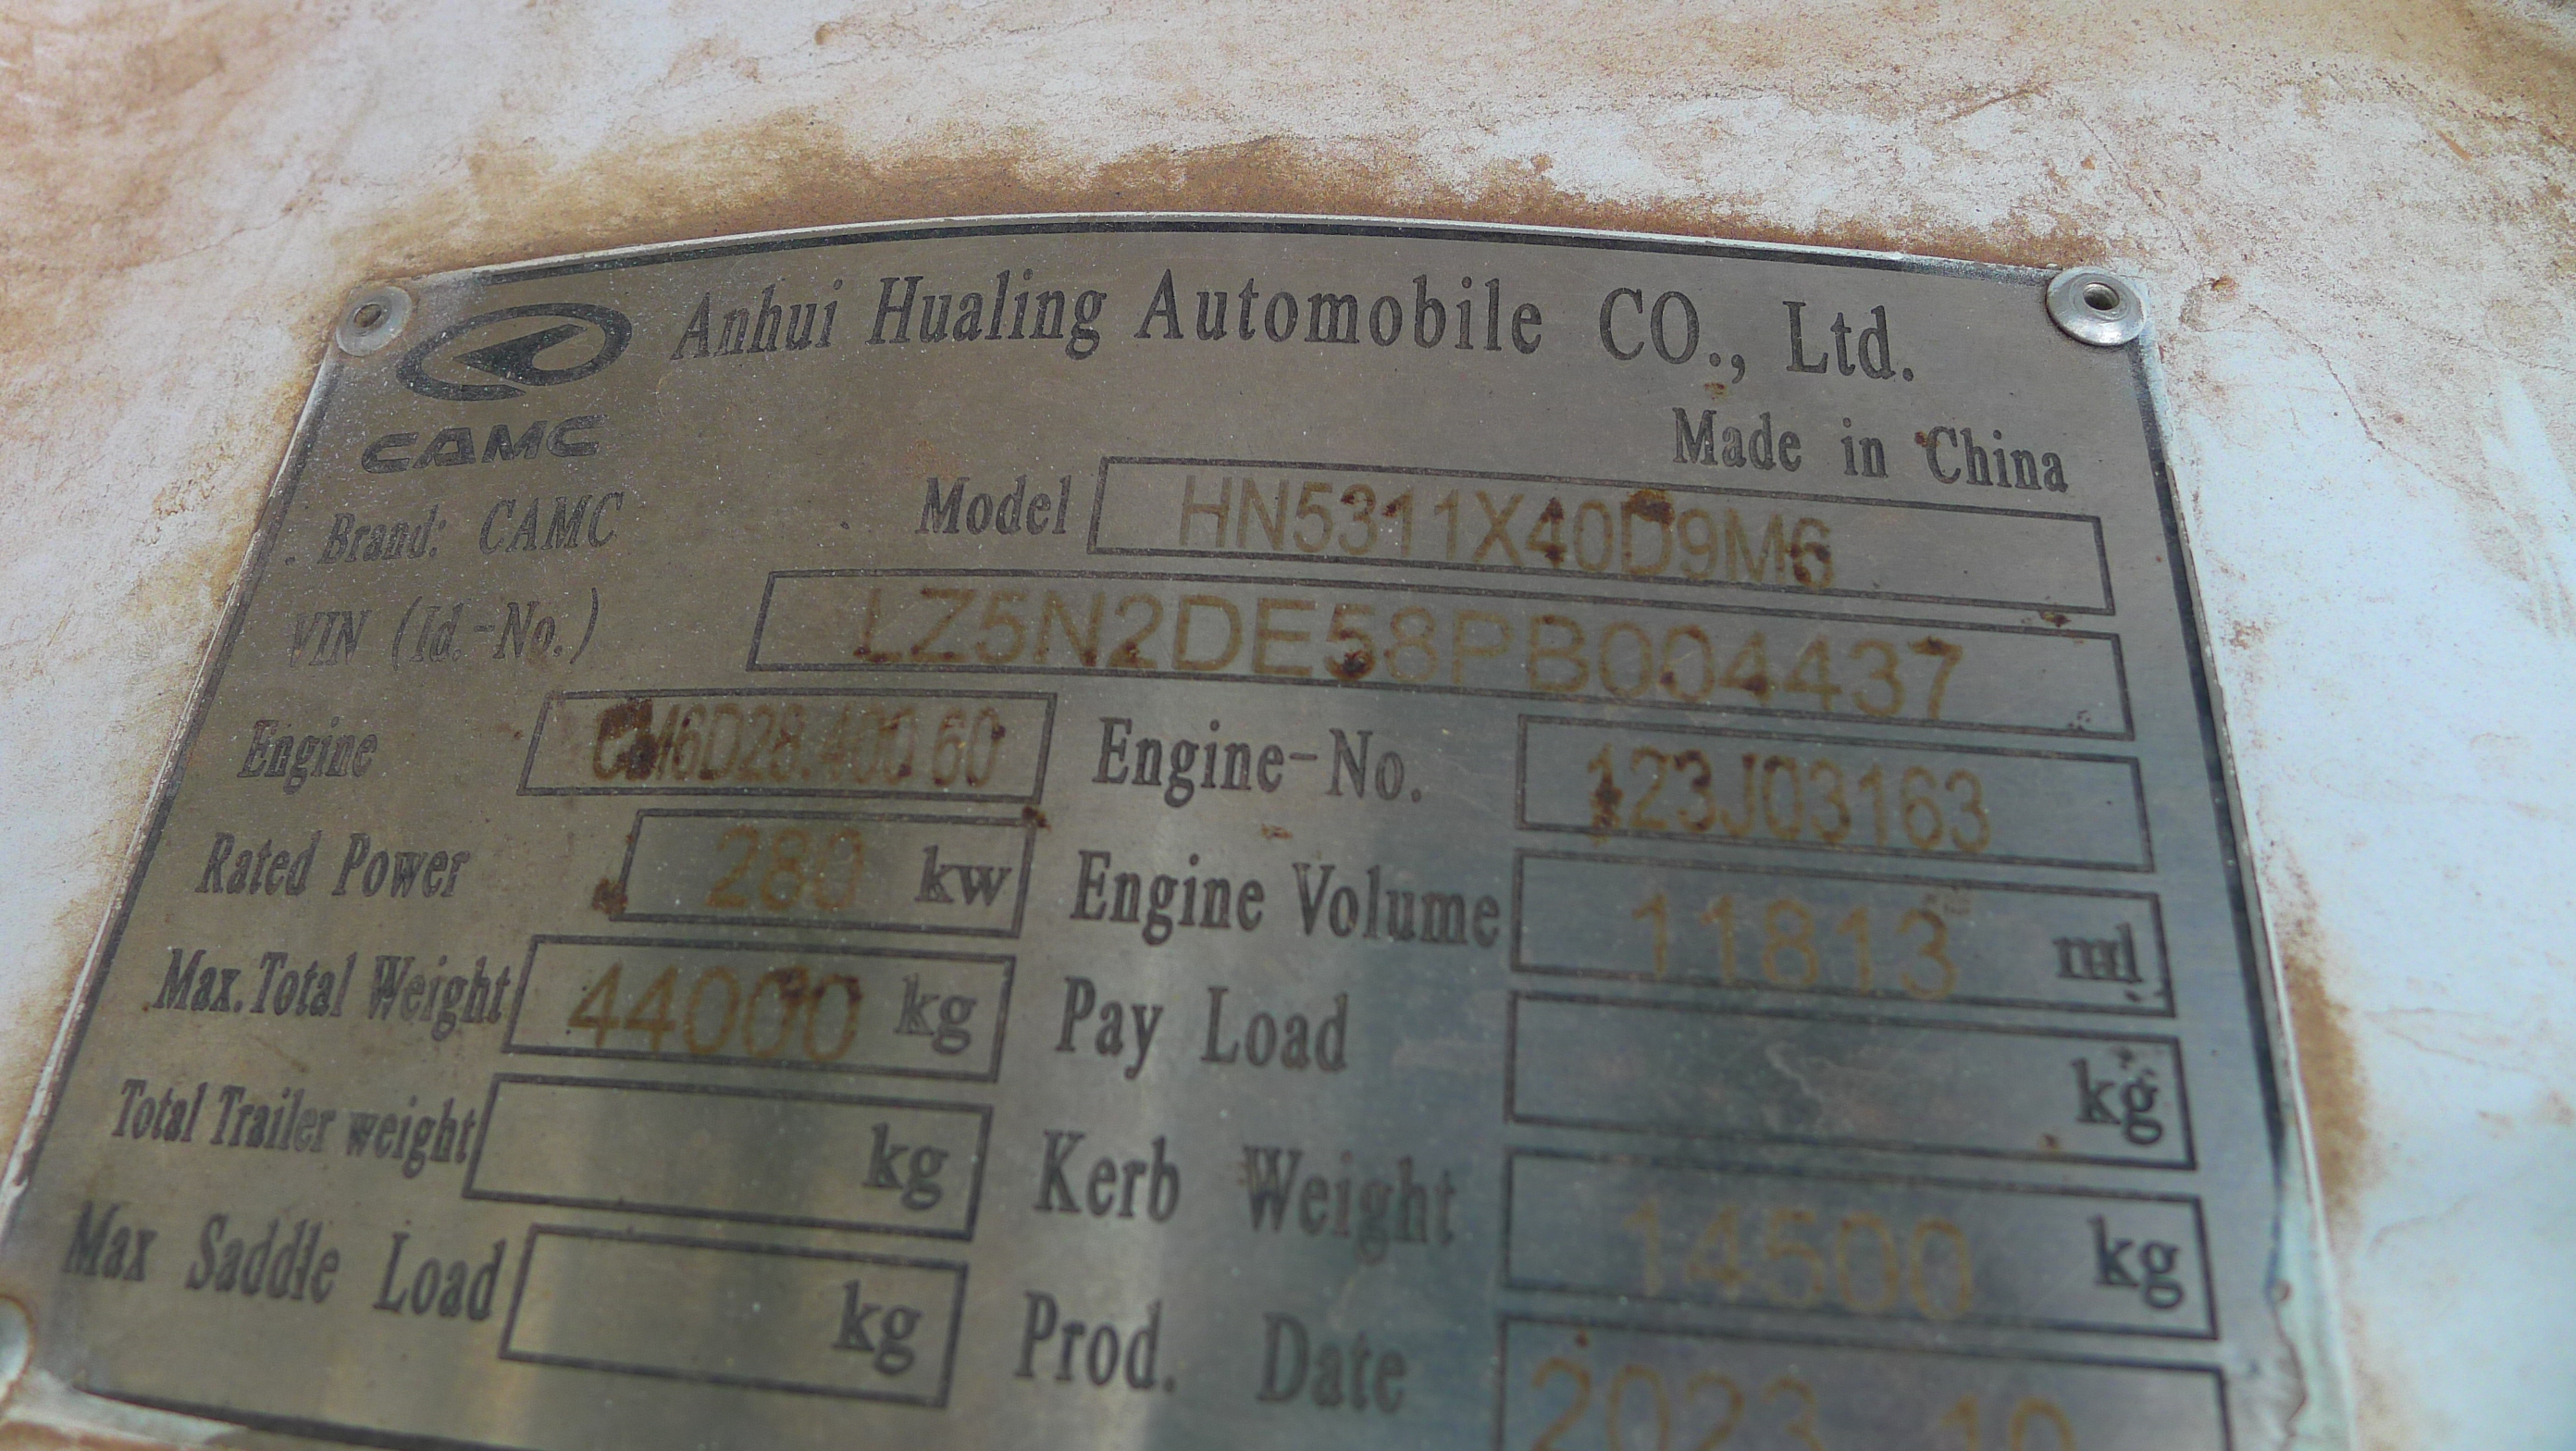 Anhui Hualing Automobile CO., Ltd.
CAMC
Made in China
Brand: CAMC Model HN5311X40D9M6
VIN (Id.-No.) LZ5N2DE58PB004437
Engine CM6D28.400 60 Engine-No. 123J03163
Rated Power 280 kw Engine Volume 11813 ml
Max.Total Weight 44000 kg Pay Load kg
Total Trailer weight kg Kerb Weight 14500 kg
Max Saddle Load kg Prod. Date 2023 10